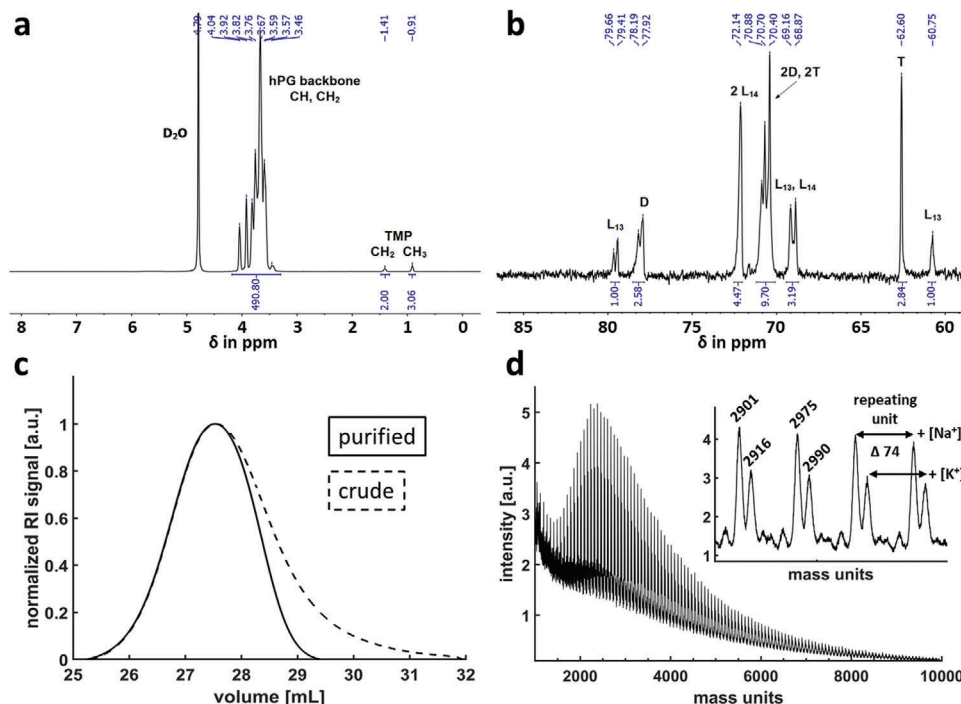 a
4.79
4.04
3.92
3.82
3.76
3.67
3.59
3.57
3.46
−1.41
−0.91
hPG backbone
CH, CH₂
D₂O
TMP
CH₂ CH₃
490.80
2.00
3.06
8 7 6 5 4 3 2 1 0
δ in ppm
b
79.66
79.41
78.19
77.92
72.14
70.88
70.70
70.40
69.16
68.87
−62.60
−60.75
T
2D, 2T
2 L₁₄
L₁₃, L₁₄
D
L₁₃
L₁₃
1.00
2.58
4.47
9.70
3.19
2.84
1.00
85 80 75 70 65 60
δ in ppm
c
normalized RI signal [a.u.]
1
0.8
0.6
0.4
0.2
0
purified
crude
25 26 27 28 29 30 31 32
volume [mL]
d
intensity [a.u.]
5
4
3
2
1
2000 4000 6000 8000 10000
mass units
2901
2916
2975
2990
repeating
unit
+ [Na⁺]
Δ 74
+ [K⁺]
4
3
2
1
mass units